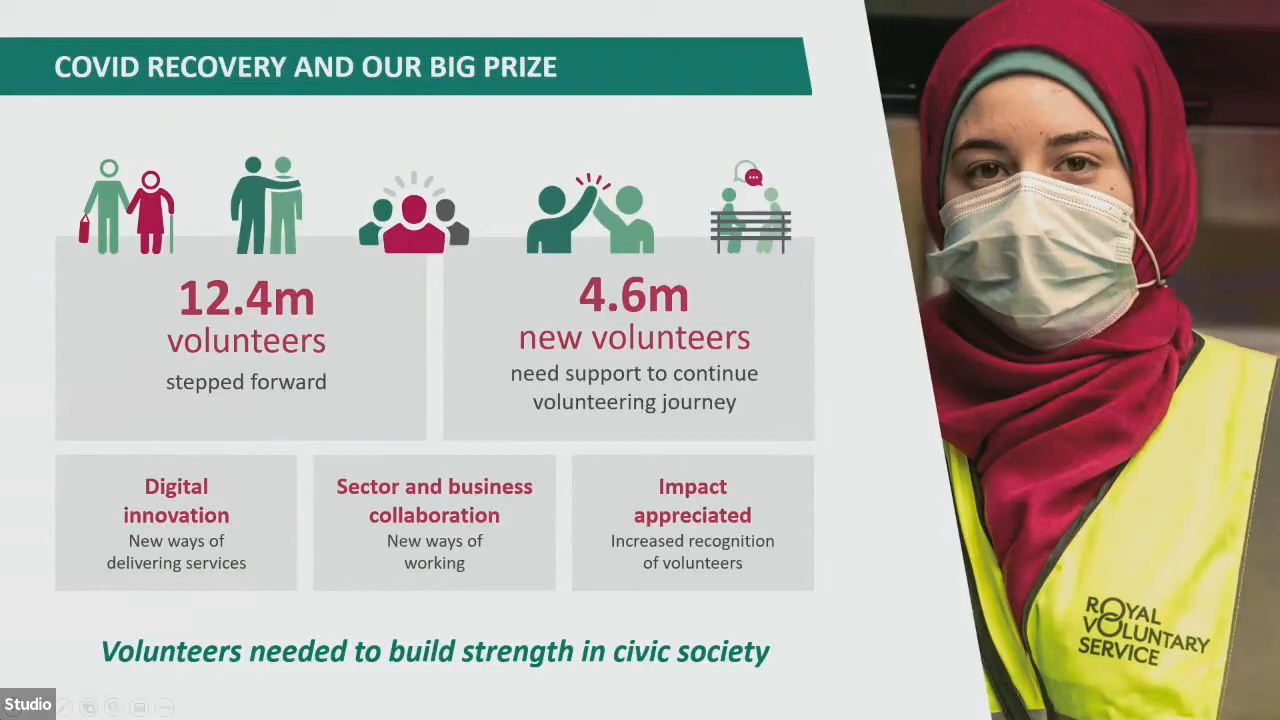 COVID RECOVERY AND OUR BIG PRIZE
12.4m
volunteers
stepped forward
4.6m
new volunteers
need support to continue
volunteering journey
Digital
innovation
New ways of
delivering services
Sector and business
collaboration
New ways of
working
Impact
appreciated
Increased recognition
of volunteers
Volunteers needed to build strength in civic society
ROYAL
VOLUNTARY
SERVICE
Studio